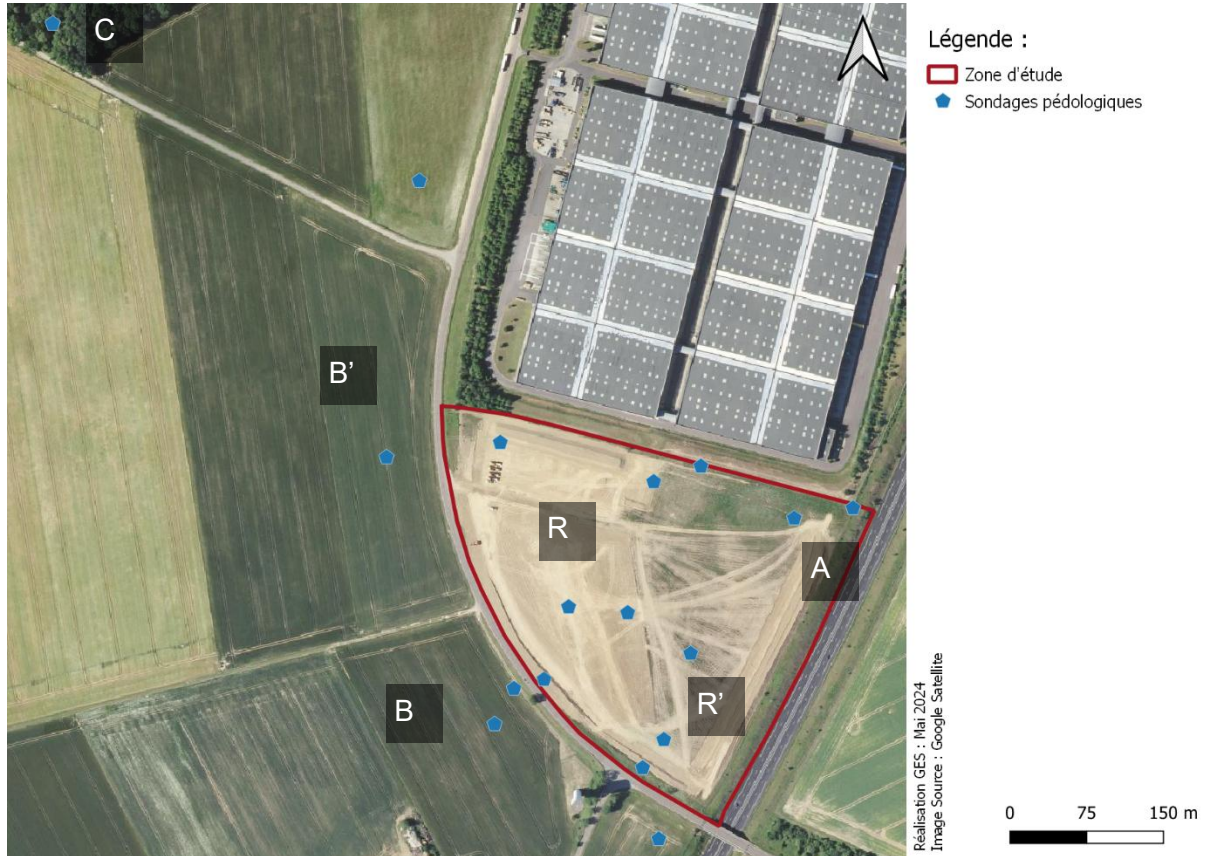 C
B'
R
A
B
R'
Légende :
Zone d'étude
Sondages pédologiques
Réalisation GES : Mai 2024
Image Source : Google Satellite
0 75 150 m